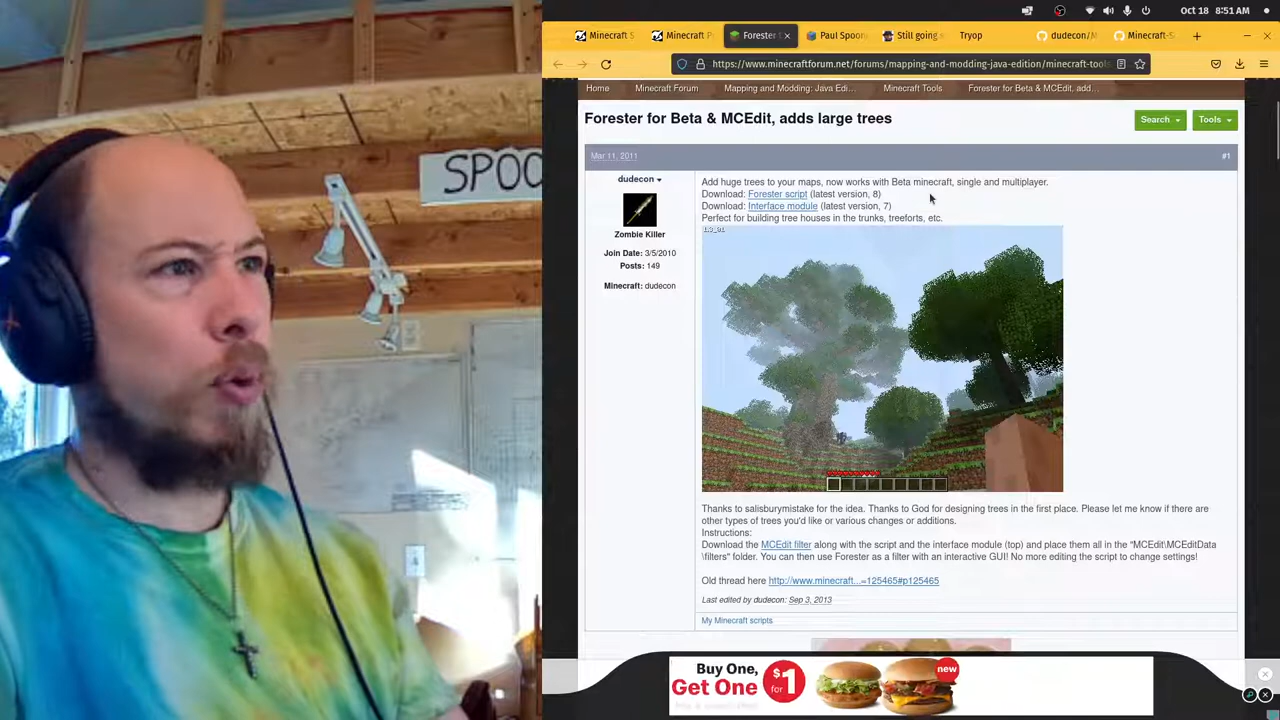 Oct 18 8:51 AM
Minecraft S
Minecraft P
Forester f
Paul Spoon
Still going s
Tryop
dudecon/M
Minecraft-S
https://www.minecraftforum.net/forums/mapping-and-modding-java-edition/minecraft-tools
Home Minecraft Forum Mapping and Modding: Java Edi... Minecraft Tools Forester for Beta & MCEdit, add...
Forester for Beta & MCEdit, adds large trees
Search
Tools
Mar 11, 2011
#1
dudecon
Zombie Killer
Join Date: 3/5/2010
Posts: 149
Minecraft: dudecon
Add huge trees to your maps, now works with Beta minecraft, single and multiplayer.
Download: Forester script (latest version, 8)
Download: Interface module (latest version, 7)
Perfect for building tree houses in the trunks, treeforts, etc.
Thanks to salisburymistake for the idea. Thanks to God for designing trees in the first place. Please let me know if there are
other types of trees you'd like or various changes or additions.
Instructions:
Download the MCEdit filter along with the script and the interface module (top) and place them all in the "MCEdit\MCEditData
\filters" folder. You can then use Forester as a filter with an interactive GUI! No more editing the script to change settings!
Old thread here http://www.minecraft...=125465#p125465
Last edited by dudecon: Sep 3, 2013
My Minecraft scripts
SPOO
Buy One,
Get One
$1
for
new